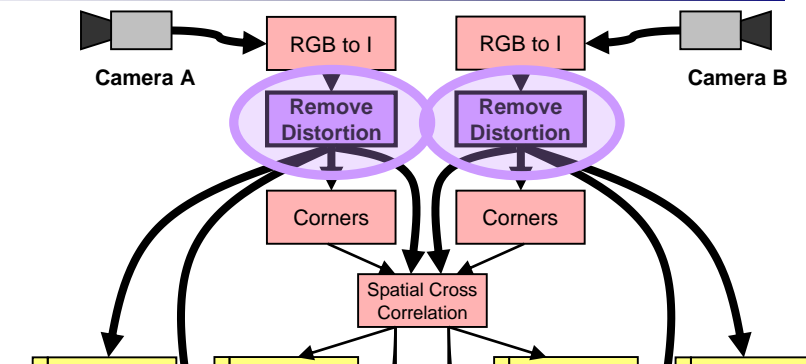 RGB to I
RGB to I
Camera A
Camera B
Remove
Distortion
Remove
Distortion
Corners
Corners
Spatial Cross
Correlation